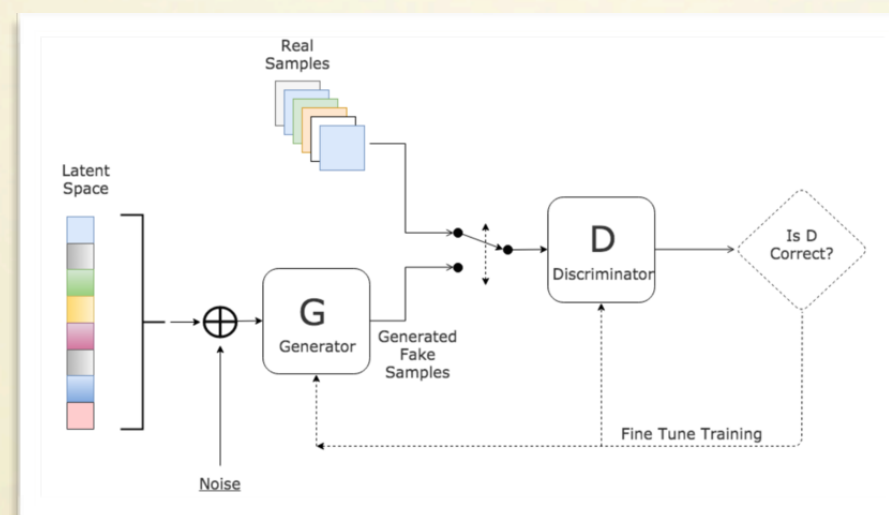 Real
Samples
Latent
Space
G
Generator
Generated
Fake
Samples
D
Discriminator
Is D
Correct?
Fine Tune Training
Noise